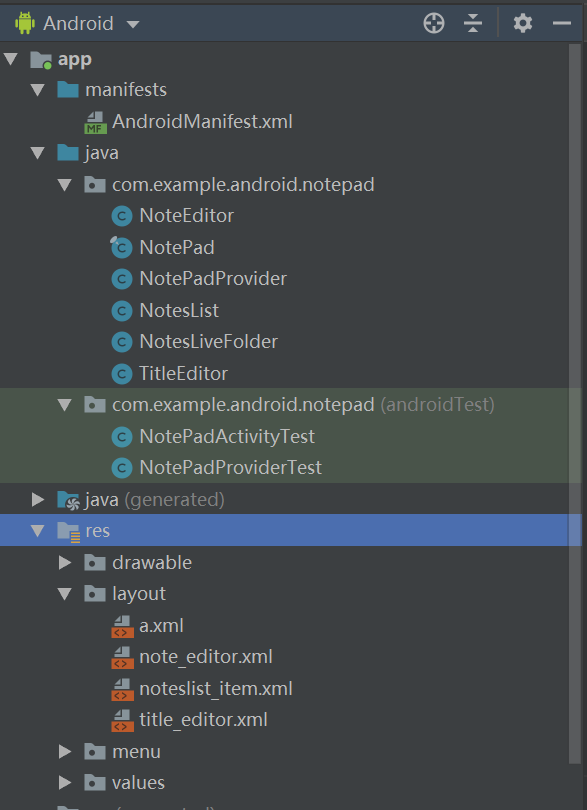 Android
app
manifests
MF AndroidManifest.xml
java
com.example.android.notepad
C NoteEditor
C NotePad
C NotePadProvider
C NotesList
C NotesLiveFolder
C TitleEditor
com.example.android.notepad (androidTest)
C NotePadActivityTest
C NotePadProviderTest
java (generated)
res
drawable
layout
<> a.xml
<> note_editor.xml
<> noteslist_item.xml
<> title_editor.xml
menu
values